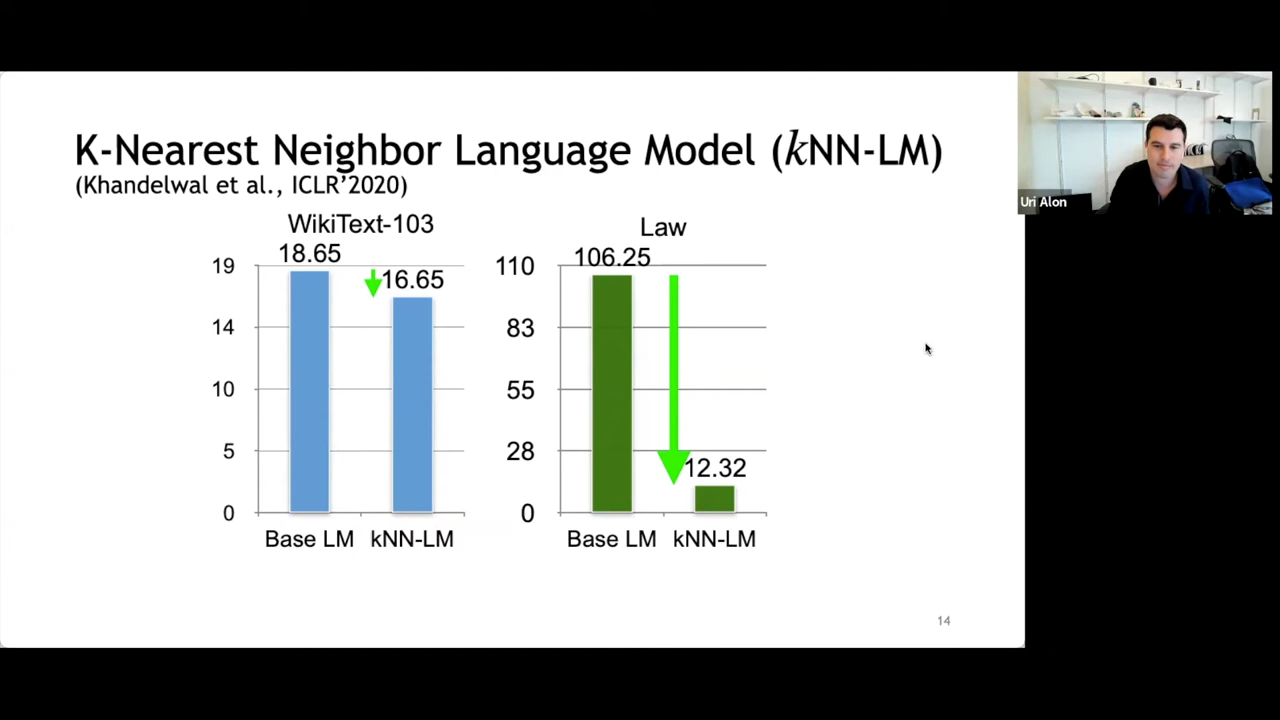 K-Nearest Neighbor Language Model (kNN-LM)
(Khandelwal et al., ICLR’2020)
WikiText-103
18.65
16.65
19
14
10
5
0
Base LM kNN-LM
Law
106.25
12.32
110
83
55
28
0
Base LM kNN-LM
14
Uri Alon